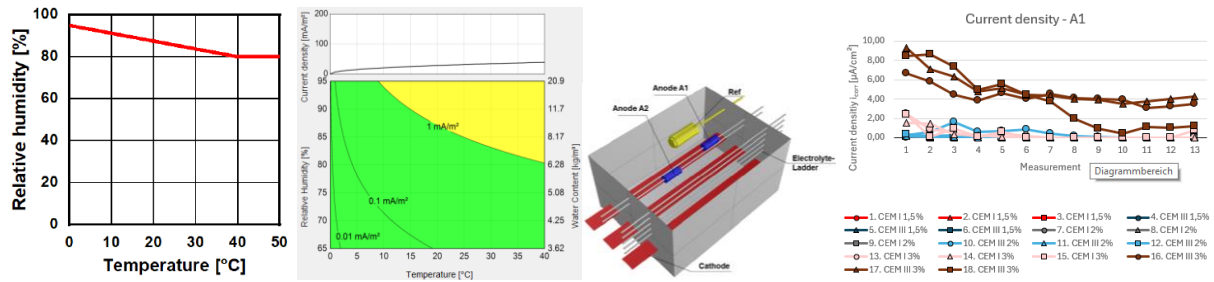 Relative humidity [%]
100
80
60
40
20
0
0 10 20 30 40 50
Temperature [°C]
Current density [mA/m²]
200
100
0
Relative Humidity [%]
95
90
85
80
75
70
65
1 mA/m²
0.1 mA/m²
0.01 mA/m²
20.9
11.7
8.17
6.28
5.08
4.25
3.62
Water Content [kg/m³]
0 5 10 15 20 25 30 35 40
Temperature [°C]
Anode A1
Ref
Anode A2
Electrolyte-
Ladder
Cathode
Current density - A1
Current densitiy Icorr [µA/cm²]
10,00
8,00
6,00
4,00
2,00
0,00
1 2 3 4 5 6 7 8 9 10 11 12 13
Measurement
Diagrammbereich
1. CEM I 1,5% 2. CEM I 1,5% 3. CEM I 1,5% 4. CEM III 1,5%
5. CEM III 1,5% 6. CEM III 1,5% 7. CEM I 2% 8. CEM I 2%
9. CEM I 2% 10. CEM III 2% 11. CEM III 2% 12. CEM III 2%
13. CEM I 3% 14. CEM I 3% 15. CEM I 3% 16. CEM III 3%
17. CEM III 3% 18. CEM III 3%